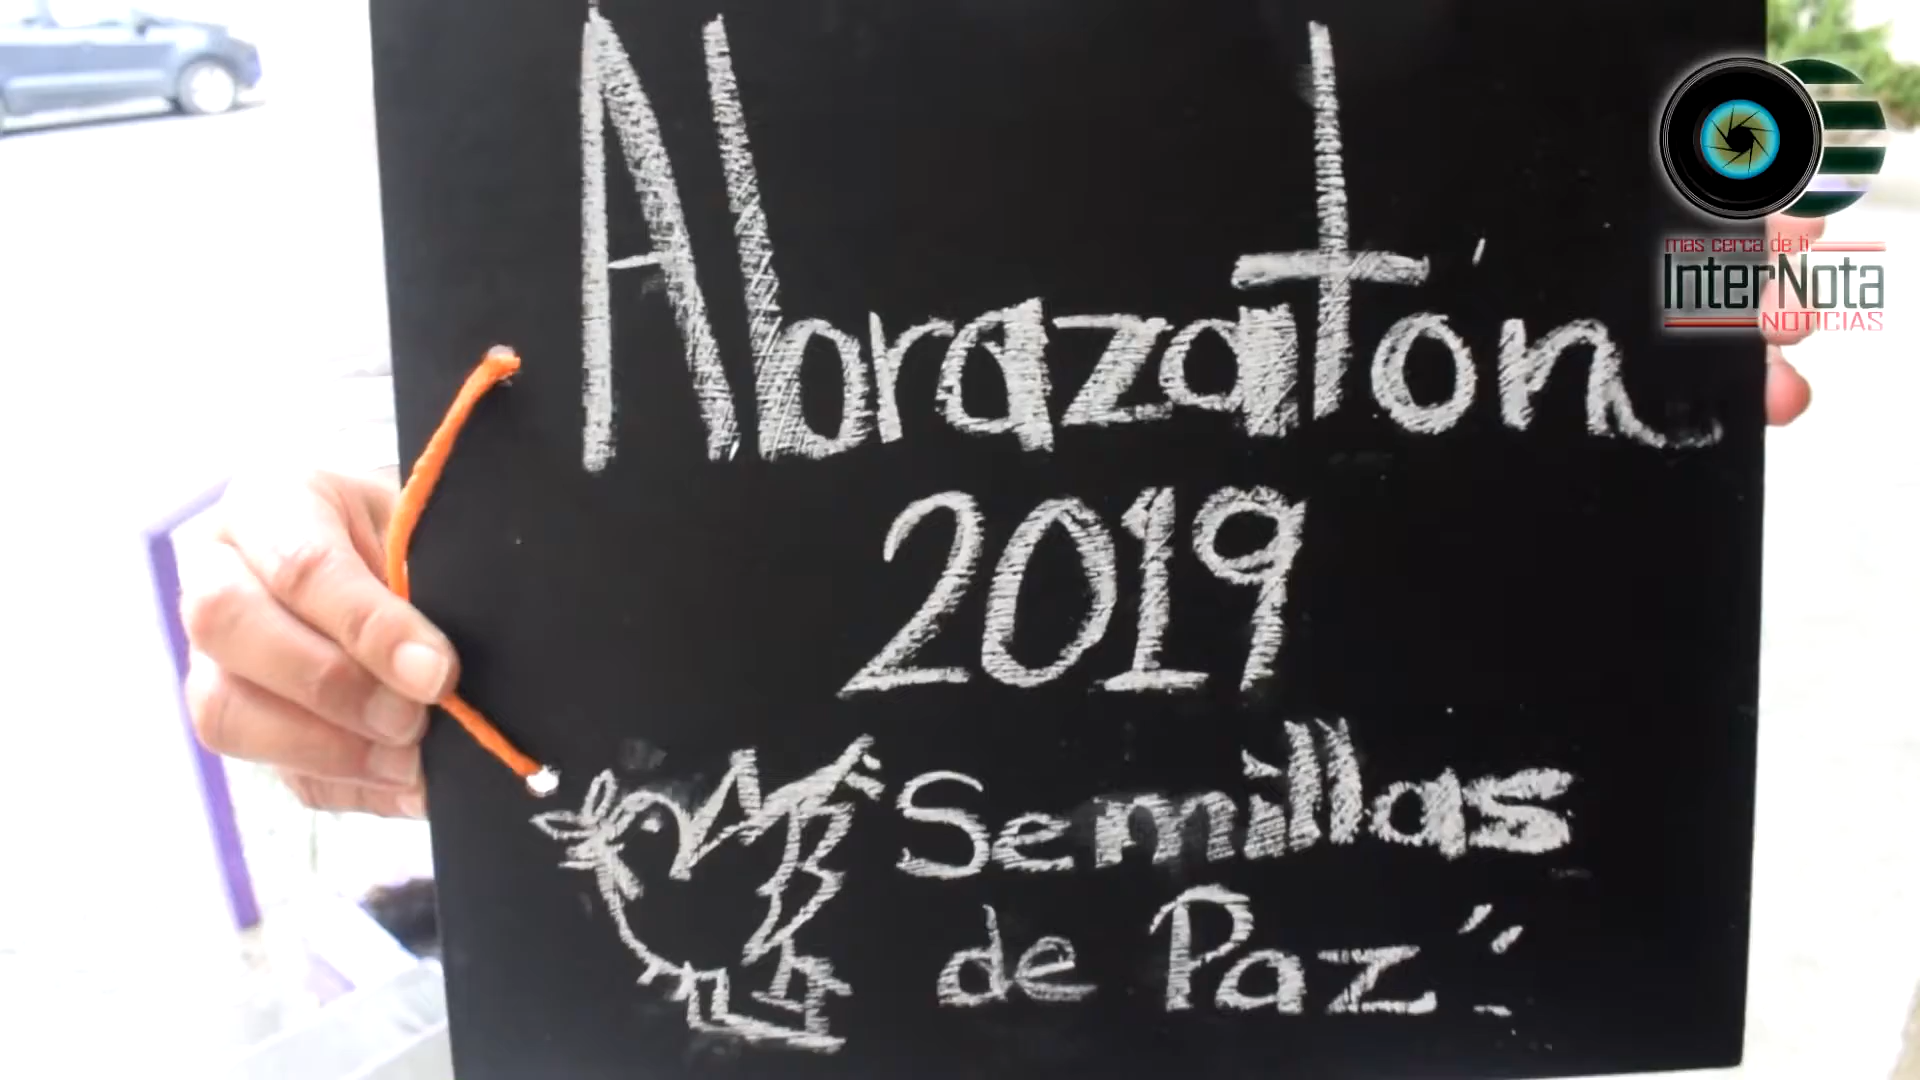 Abrazatón
2019
Semillas
de Paz"
mas cerca de ti
InterNota
NOTICIAS